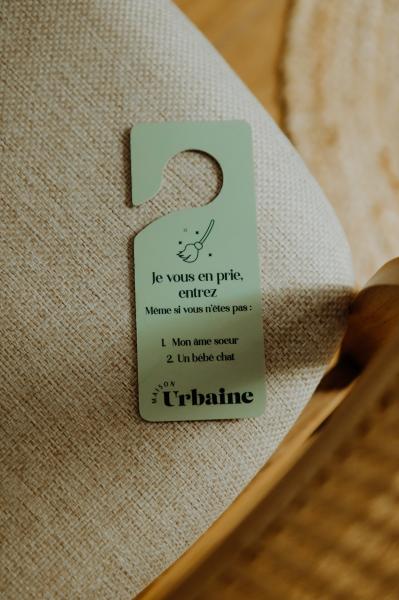 Je vous en prie,
entrez
Même si vous n'êtes pas :
1. Mon âme soeur
2. Un bébé chat
MAISON
Urbaine